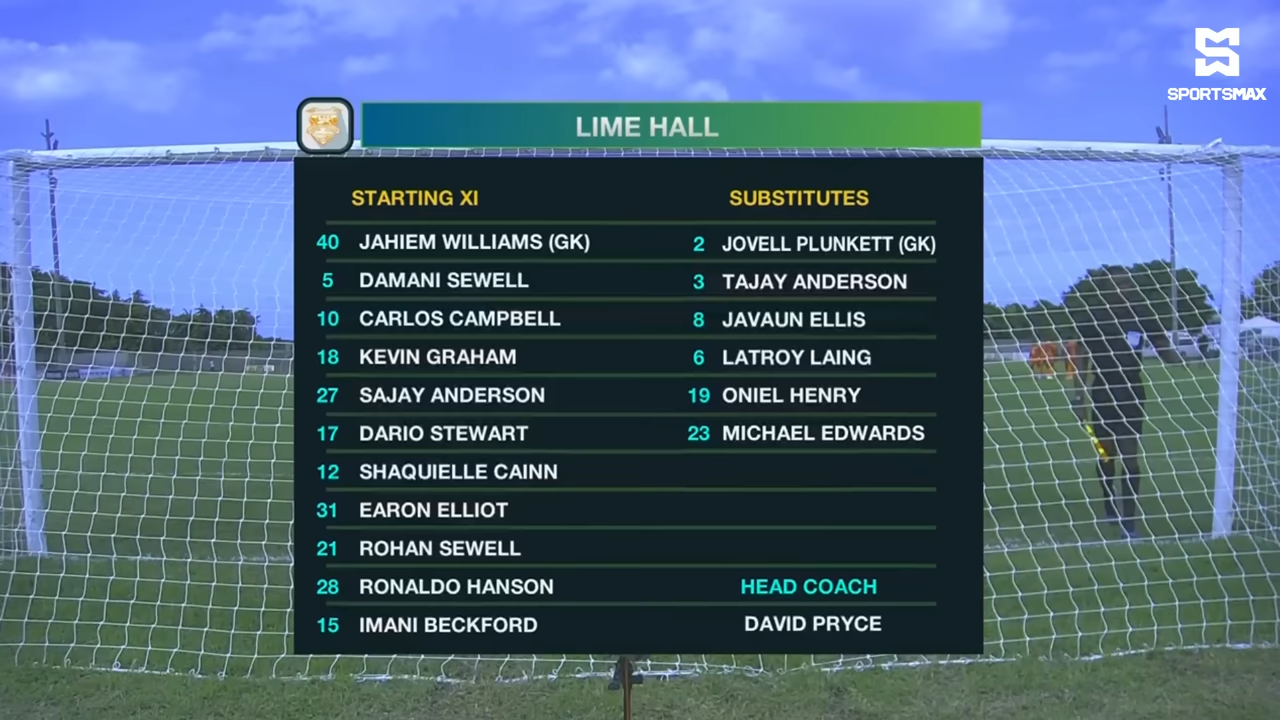 SPORTSMAX
LIME HALL
STARTING XI
40 JAHIEM WILLIAMS (GK)
5 DAMANI SEWELL
10 CARLOS CAMPBELL
18 KEVIN GRAHAM
27 SAJAY ANDERSON
17 DARIO STEWART
12 SHAQUIELLE CAINN
31 EARON ELLIOT
21 ROHAN SEWELL
28 RONALDO HANSON
15 IMANI BECKFORD
SUBSTITUTES
2 JOVELL PLUNKETT (GK)
3 TAJAY ANDERSON
8 JAVAUN ELLIS
6 LATROY LAING
19 ONIEL HENRY
23 MICHAEL EDWARDS
HEAD COACH
DAVID PRYCE